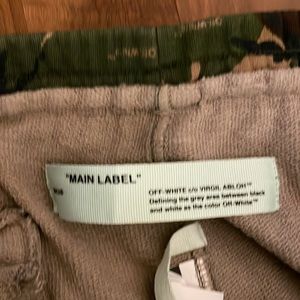 "MAIN LABEL"
OFF-WHITE c/o VIRGIL ABLOH™
Defining the grey area between black
and white as the color Off-White™